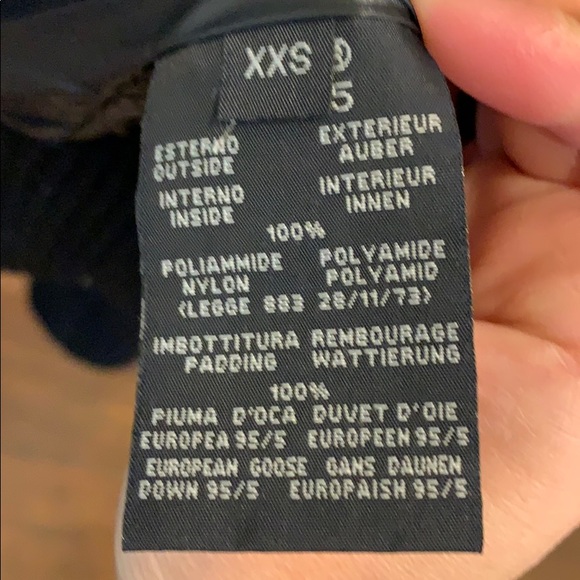 XXS
5
ESTERNO EXTERIEUR
OUTSIDE AUBER
INTERNO INTERIEUR
INSIDE INNEN
100%
POLIAMMIDE POLYAMIDE
NYLON POLYAMID
(LEGGE 883 28/11/73)
IMBOTTITURA REMBOURAGE
PADDING WATTIERUNG
100%
PIUMA D'OCA DUVET D'OIE
EUROPEA 95/5 EUROPEEN 95/5
EUROPEAN GOOSE GANS DAUNEN
DOWN 95/5 EUROPAISH 95/5